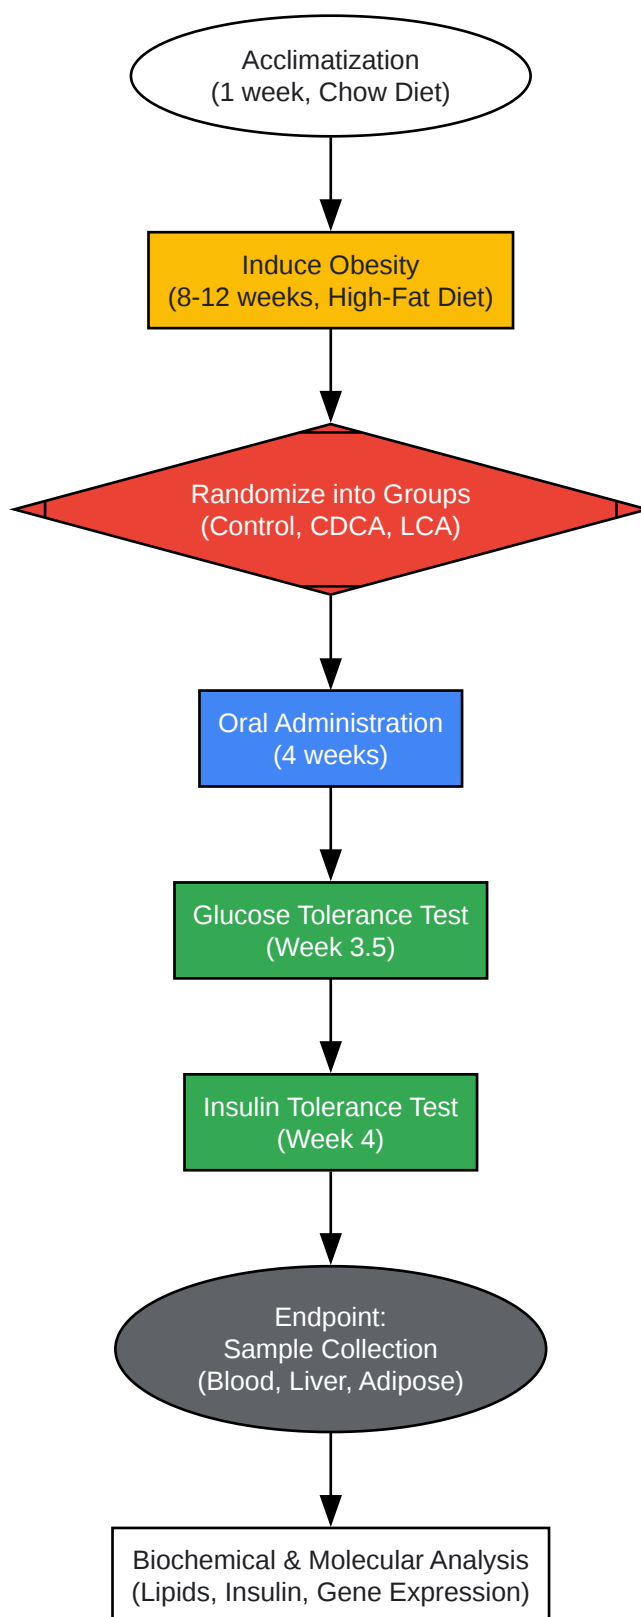 Acclimatization
(1 week, Chow Diet)
Induce Obesity
(8-12 weeks, High-Fat Diet)
Randomize into Groups
(Control, CDCA, LCA)
Oral Administration
(4 weeks)
Glucose Tolerance Test
(Week 3.5)
Insulin Tolerance Test
(Week 4)
Endpoint:
Sample Collection
(Blood, Liver, Adipose)
Biochemical & Molecular Analysis
(Lipids, Insulin, Gene Expression)